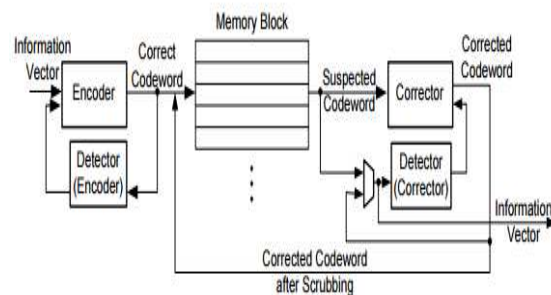 Memory Block
Information
Vector
Correct
Codeword
Corrected
Codeword
Encoder
Suspected
Codeword
Corrector
Detector
(Encoder)
Detector
(Corrector)
Information
Vector
Corrected Codeword
after Scrubbing